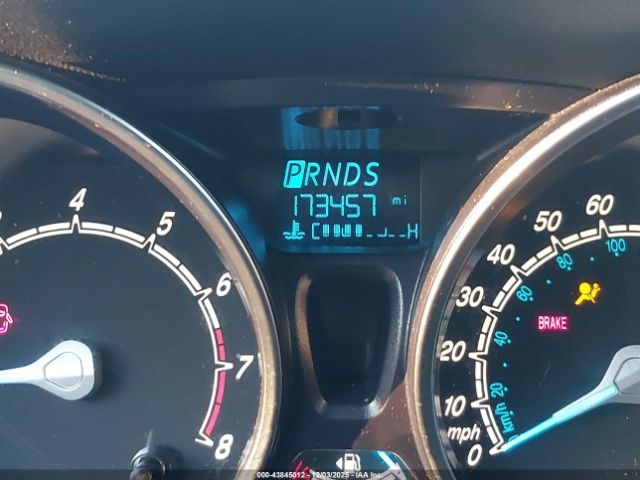 PRNDS
173457 mi
C H
4 5 6 7 8
0 10 20 30 40 50 60
20 40 60 80 100
mph
km/h
BRAKE
000-43845012 - 12/03/2025 - IAA Inc.